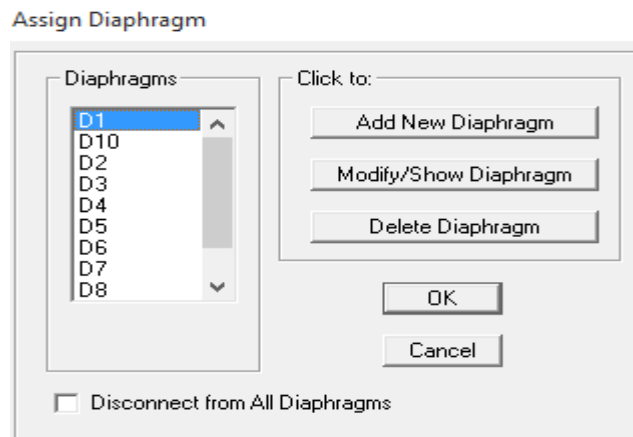 Assign Diaphragm
Diaphragms
D1
D10
D2
D3
D4
D5
D6
D7
D8
Click to:
Add New Diaphragm
Modify/Show Diaphragm
Delete Diaphragm
OK
Cancel
Disconnect from All Diaphragms